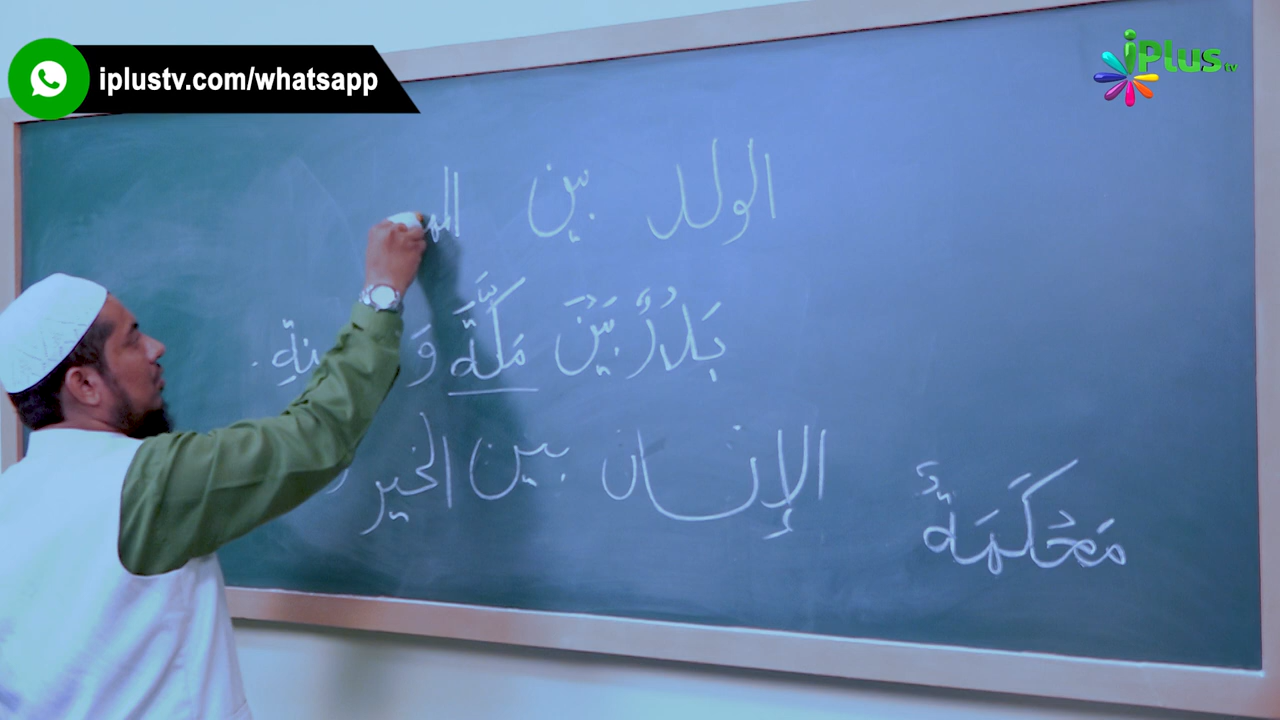 iplustv.com/whatsapp
iPlus tv
الولد بين
بَلَدٌ بَيْنَ مَكَّةَ وَ
الإنسان بين الخير
مَحْكَمَةٌ